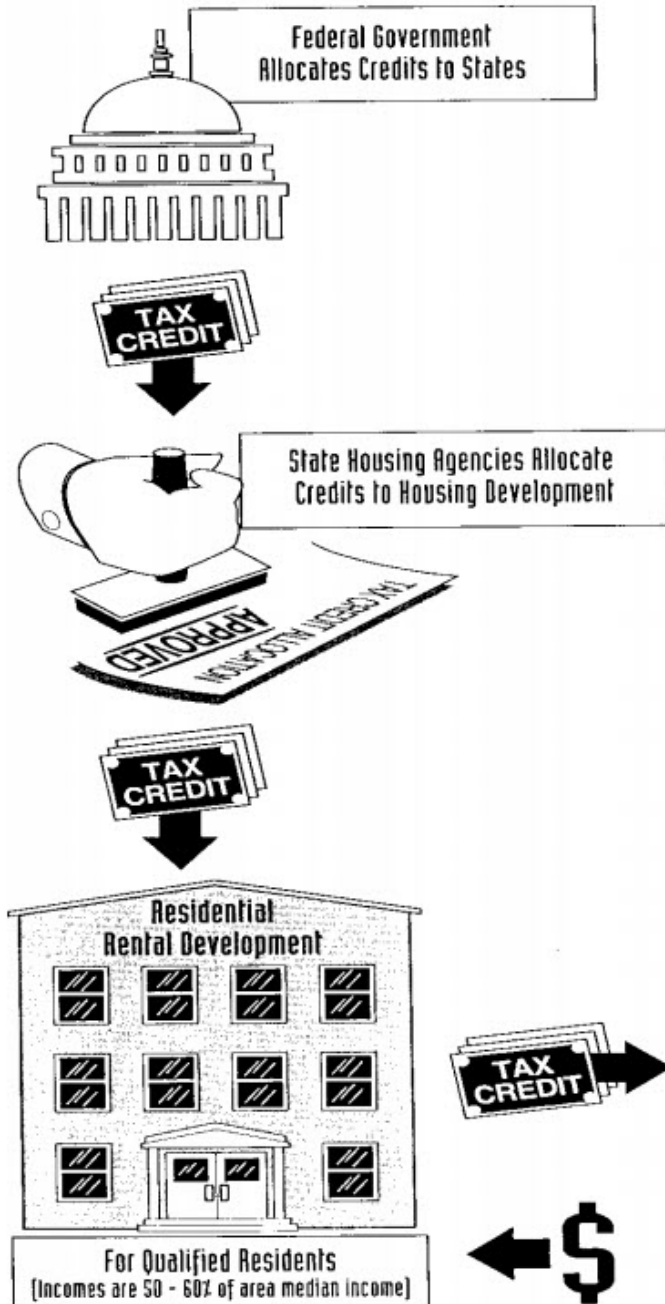 Federal Government
Allocates Credits to States
TAX
CREDIT
State Housing Agencies Allocate
Credits to Housing Development
APPROVED
TAX CREDIT ALLOCATION
TAX
CREDIT
Residential
Rental Development
TAX
CREDIT
$
For Qualified Residents
(Incomes are 50 - 60% of area median income)